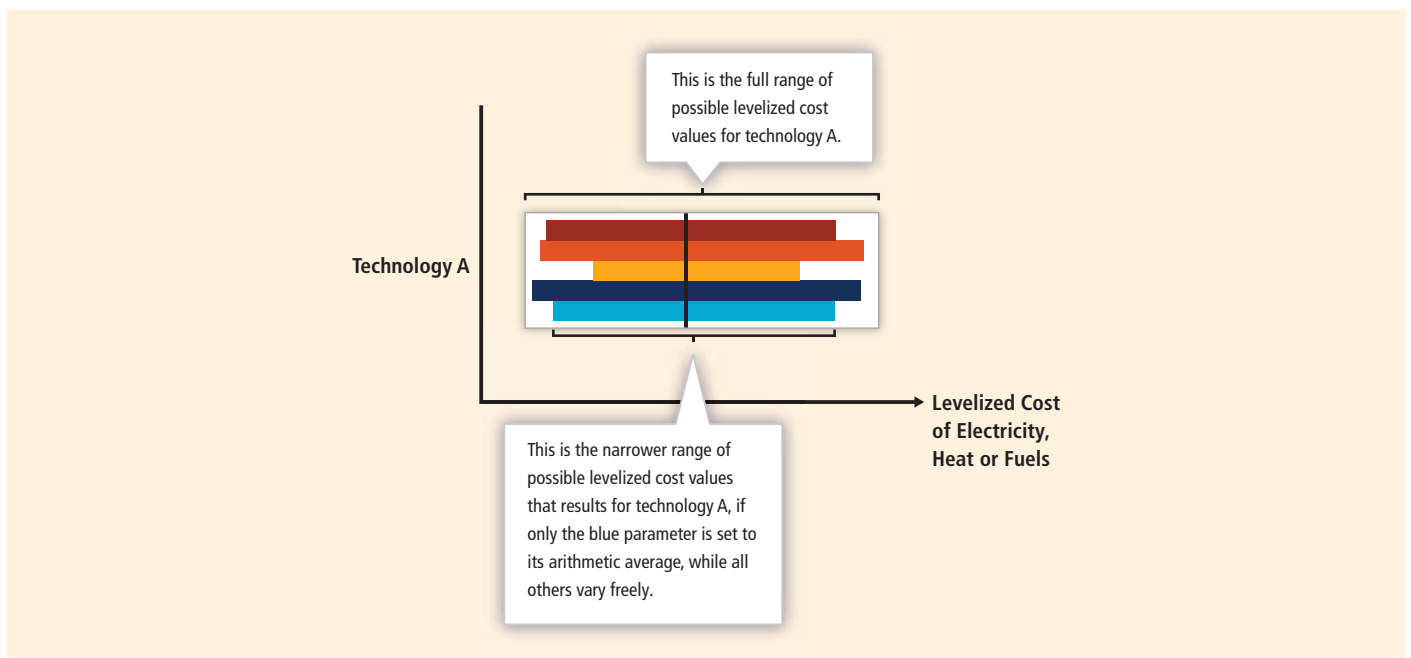 This is the full range of
possible levelized cost
values for technology A.
Technology A
Levelized Cost
of Electricity,
Heat or Fuels
This is the narrower range of
possible levelized cost values
that results for technology A, if
only the blue parameter is set to
its arithmetic average, while all
others vary freely.